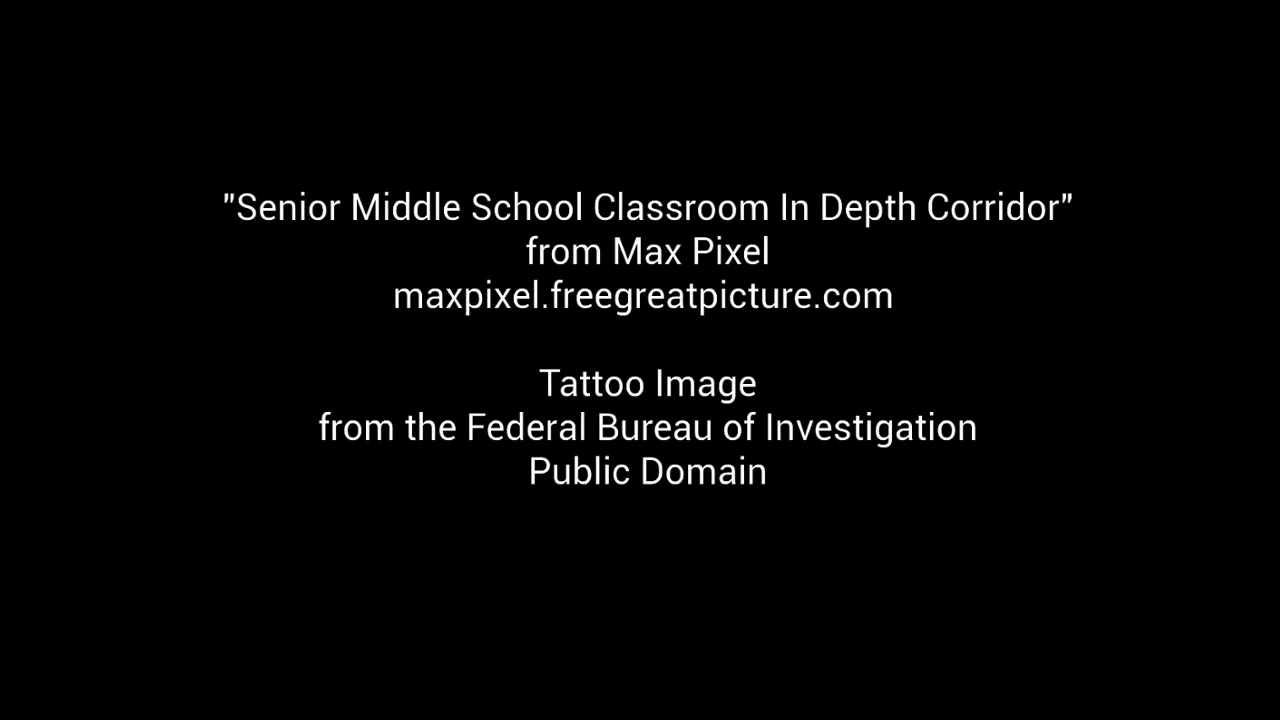 "Senior Middle School Classroom In Depth Corridor"
from Max Pixel
maxpixel.freegreatpicture.com
Tattoo Image
from the Federal Bureau of Investigation
Public Domain